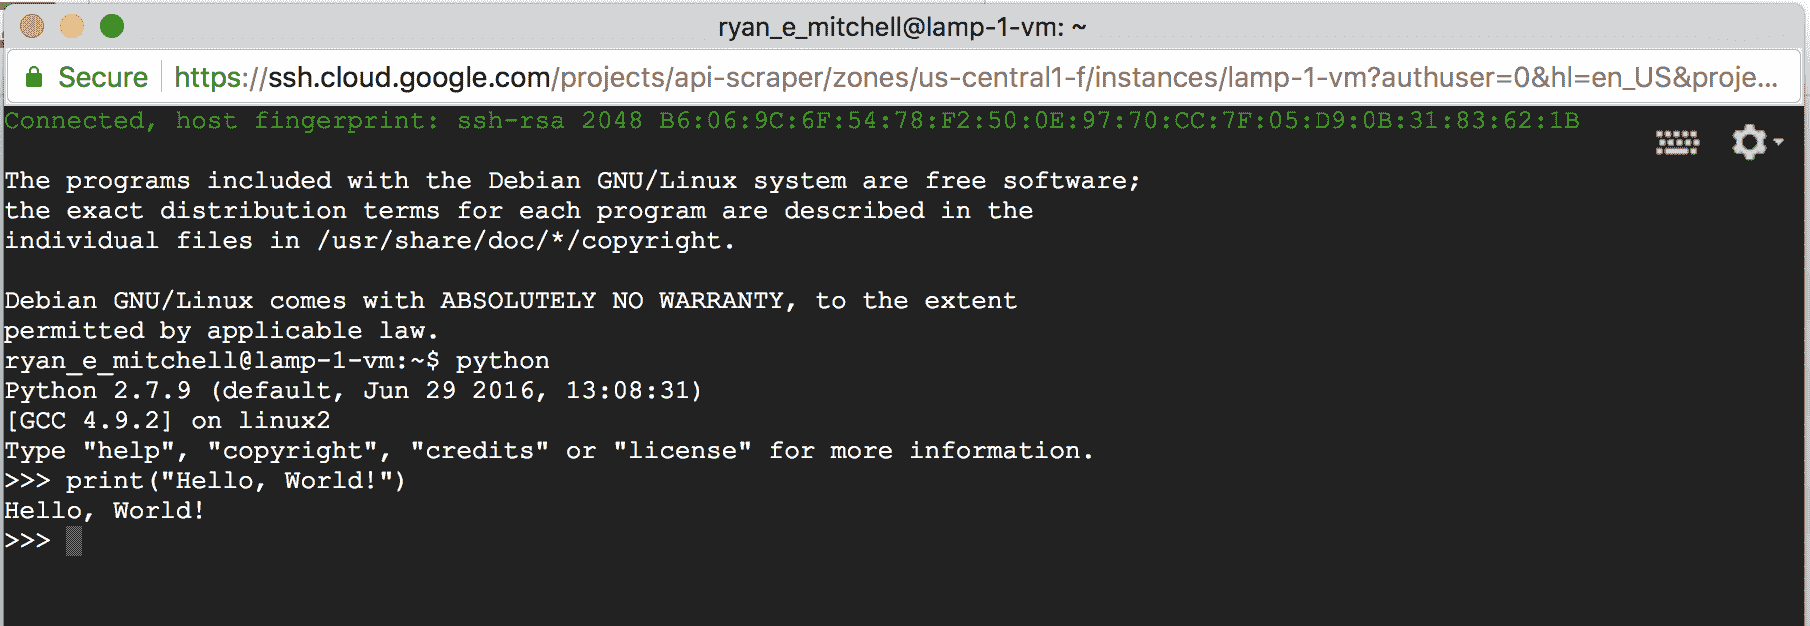 ryan_e_mitchell@lamp-1-vm: ~
Secure https://ssh.cloud.google.com/projects/api-scraper/zones/us-central1-f/instances/lamp-1-vm?authuser=0&hl=en_US&proje...
Connected, host fingerprint: ssh-rsa 2048 B6:06:9C:6F:54:78:F2:50:0E:97:70:CC:7F:05:D9:0B:31:83:62:1B
The programs included with the Debian GNU/Linux system are free software;
the exact distribution terms for each program are described in the
individual files in /usr/share/doc/*/copyright.
Debian GNU/Linux comes with ABSOLUTELY NO WARRANTY, to the extent
permitted by applicable law.
ryan_e_mitchell@lamp-1-vm:~$ python
Python 2.7.9 (default, Jun 29 2016, 13:08:31)
[GCC 4.9.2] on linux2
Type "help", "copyright", "credits" or "license" for more information.
>>> print("Hello, World!")
Hello, World!
>>>